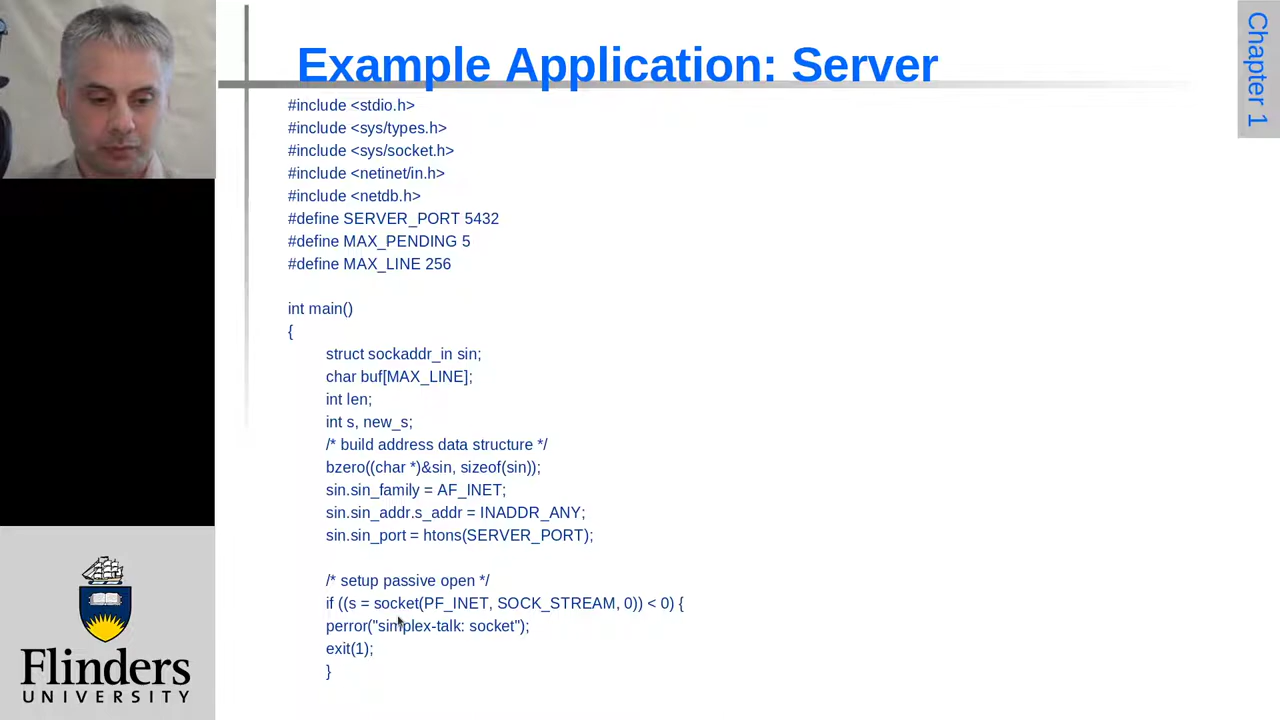 Example Application: Server
Chapter 1
#include <stdio.h>
#include <sys/types.h>
#include <sys/socket.h>
#include <netinet/in.h>
#include <netdb.h>
#define SERVER_PORT 5432
#define MAX_PENDING 5
#define MAX_LINE 256
int main()
{
struct sockaddr_in sin;
char buf[MAX_LINE];
int len;
int s, new_s;
/* build address data structure */
bzero((char *)&sin, sizeof(sin));
sin.sin_family = AF_INET;
sin.sin_addr.s_addr = INADDR_ANY;
sin.sin_port = htons(SERVER_PORT);
/* setup passive open */
if ((s = socket(PF_INET, SOCK_STREAM, 0)) < 0) {
perror("simplex-talk: socket");
exit(1);
}
Flinders
UNIVERSITY